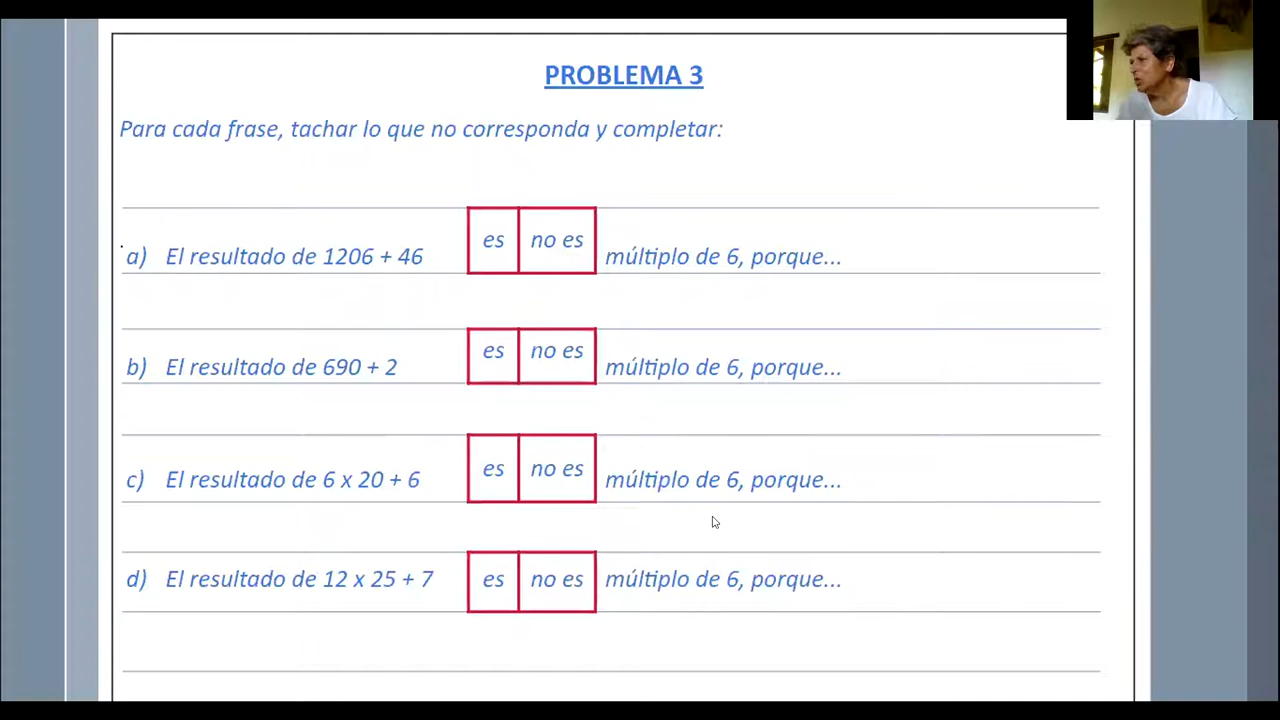 PROBLEMA 3
Para cada frase, tachar lo que no corresponda y completar:
a) El resultado de 1206 + 46 es no es múltiplo de 6, porque...
b) El resultado de 690 + 2 es no es múltiplo de 6, porque...
c) El resultado de 6 x 20 + 6 es no es múltiplo de 6, porque...
d) El resultado de 12 x 25 + 7 es no es múltiplo de 6, porque...